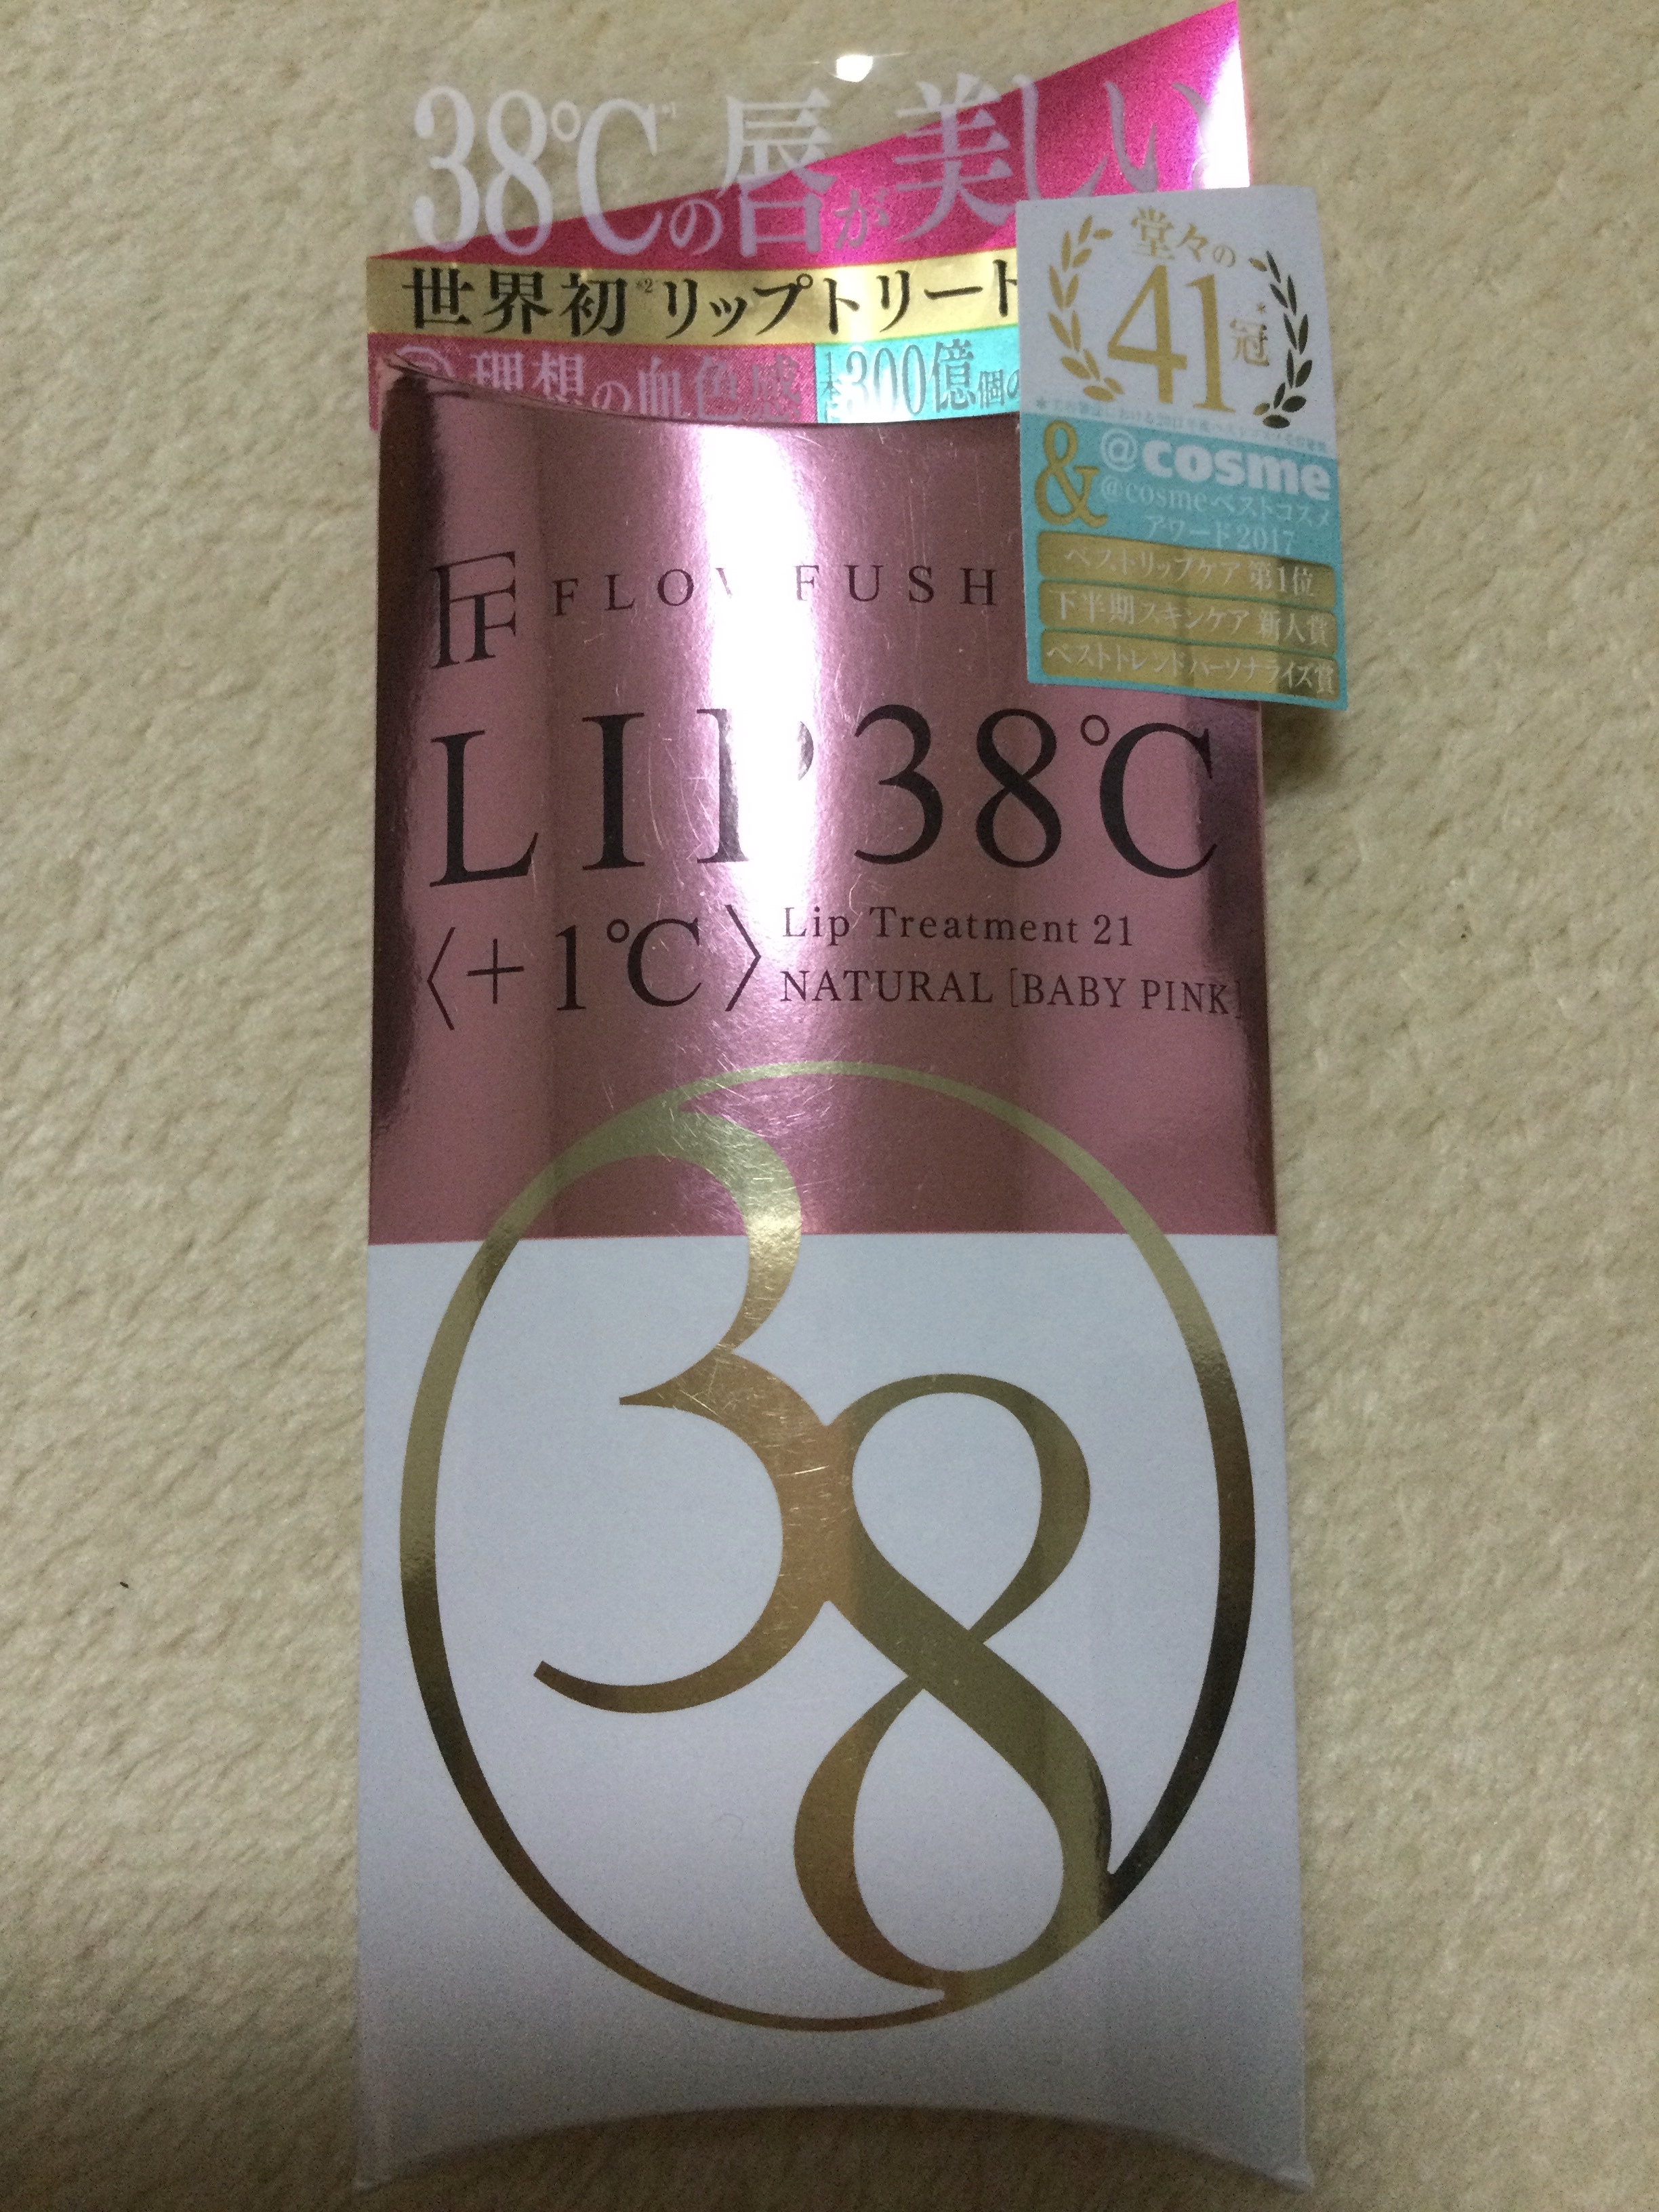 38℃の唇が美しい。
世界初※2リップトリート
理想の血色感
1本300億個の
堂々の
41*冠
&
@cosme
@cosmeベストコスメ
アワード2017
ベストリップケア 第1位
下半期スキンケア 新人賞
ベストトレンドパーソナライズ賞
FLOWFUSH
LIP38℃
〈+1℃〉
Lip Treatment 21
NATURAL [BABY PINK]
38